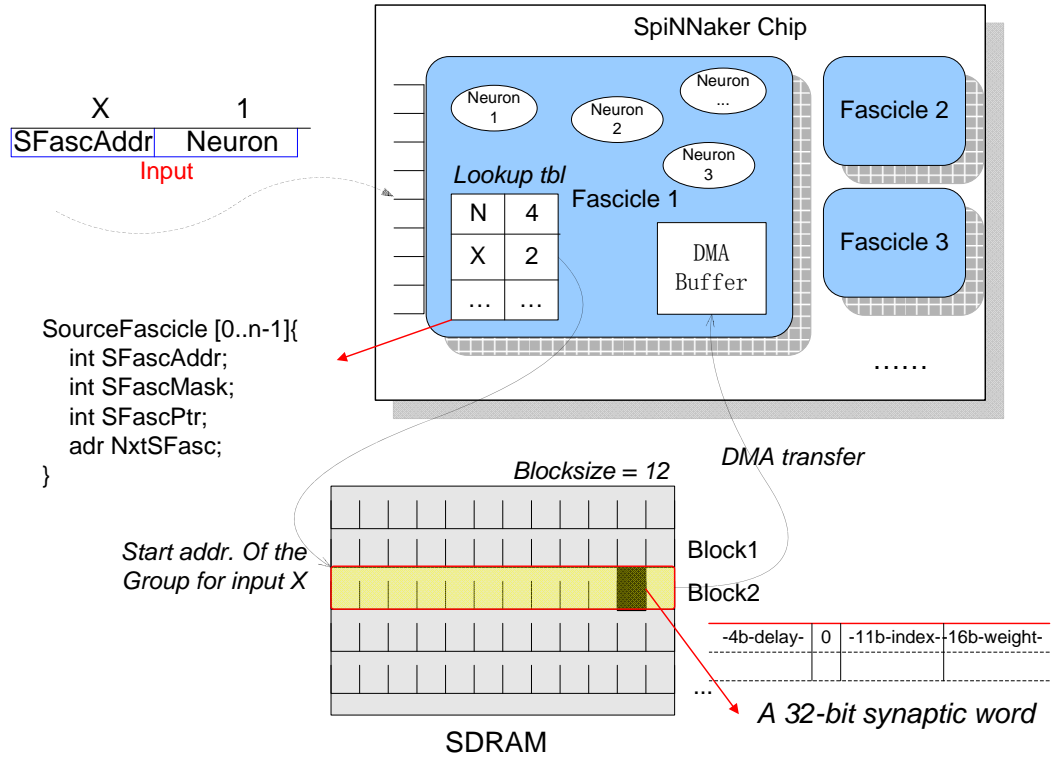 SpiNNaker Chip
X 1
SFascAddr Neuron
Input
Neuron
1
Neuron
2
Neuron
...
Neuron
3
Lookup tbl
Fascicle 1
N 4
X 2
... ...
DMA
Buffer
Fascicle 2
Fascicle 3
......
SourceFascicle [0..n-1]{
int SFascAddr;
int SFascMask;
int SFascPtr;
adr NxtSFasc;
}
DMA transfer
Blocksize = 12
Start addr. Of the
Group for input X
Block1
Block2
-4b-delay- 0 -11b-index- -16b-weight-
...
A 32-bit synaptic word
SDRAM